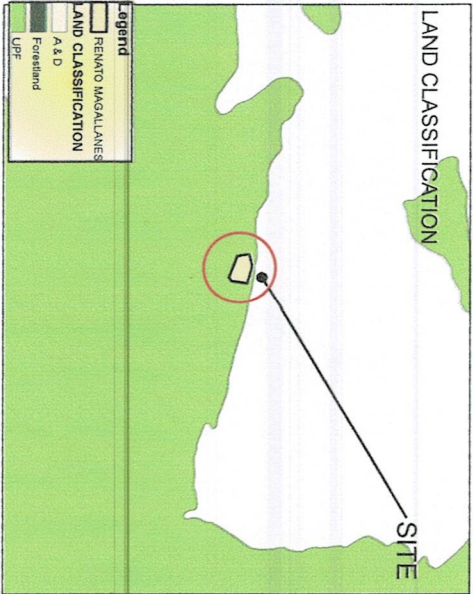 LAND CLASSIFICATION
SITE
Legend
RENATO MAGALLANES
LAND CLASSIFICATION
A & D
Forestland
UPF